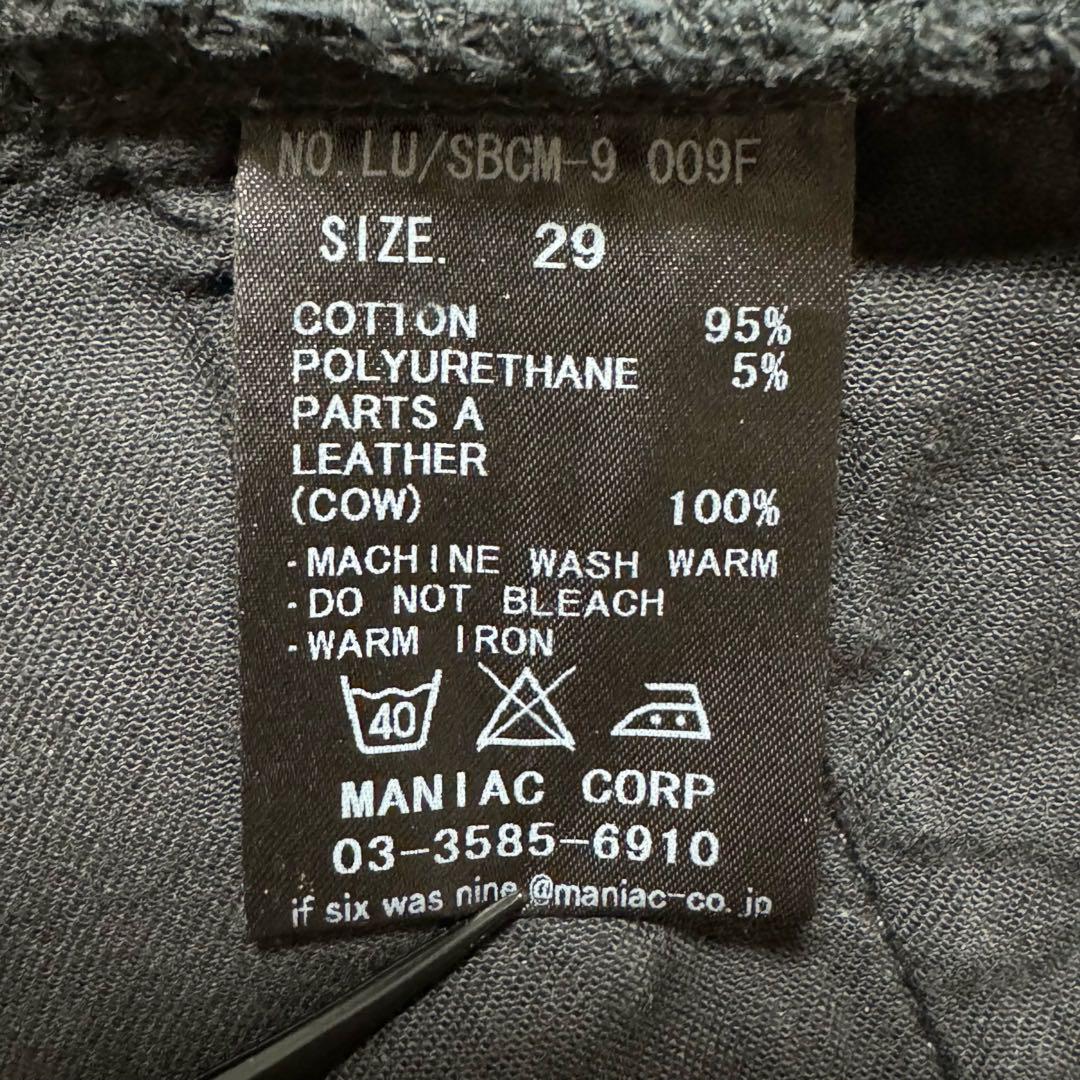 NO. LU/SBCM-9 009F
SIZE. 29
COTTON 95%
POLYURETHANE 5%
PARTS A
LEATHER
(COW) 100%
·MACHINE WASH WARM
·DO NOT BLEACH
·WARM IRON
40
MANIAC CORP
03-3585-6910
if six was nine.@maniac-co.jp